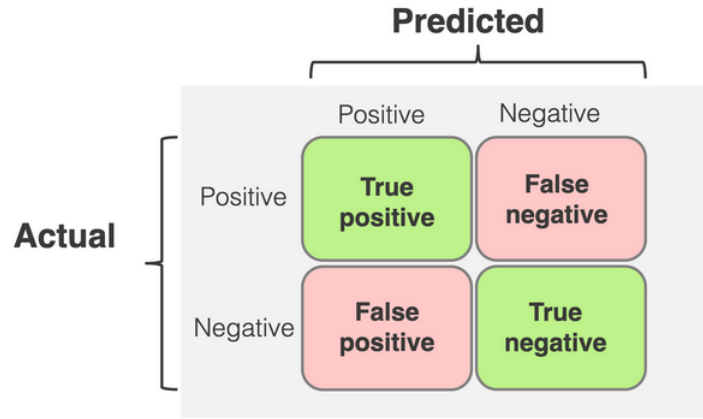 Predicted
Positive Negative
Actual
Positive
True
positive
False
negative
Negative
False
positive
True
negative